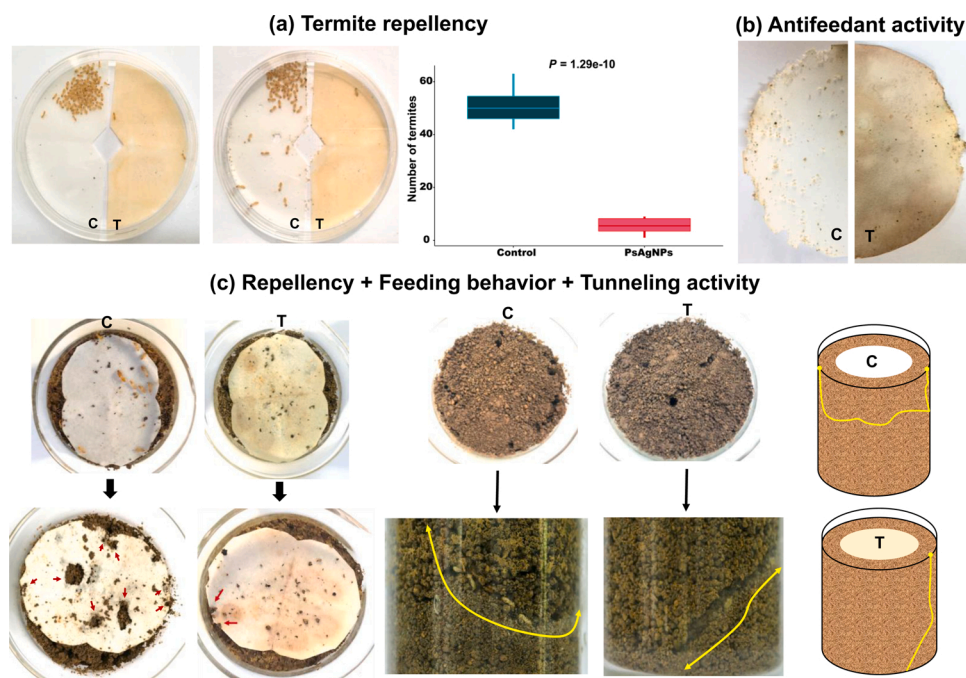 (a) Termite repellency
C T
C T
Number of termites
60
40
20
0
P = 1.29e-10
Control
PsAgNPs
(b) Antifeedant activity
C
T
(c) Repellency + Feeding behavior + Tunneling activity
C
T
C
T
C
T